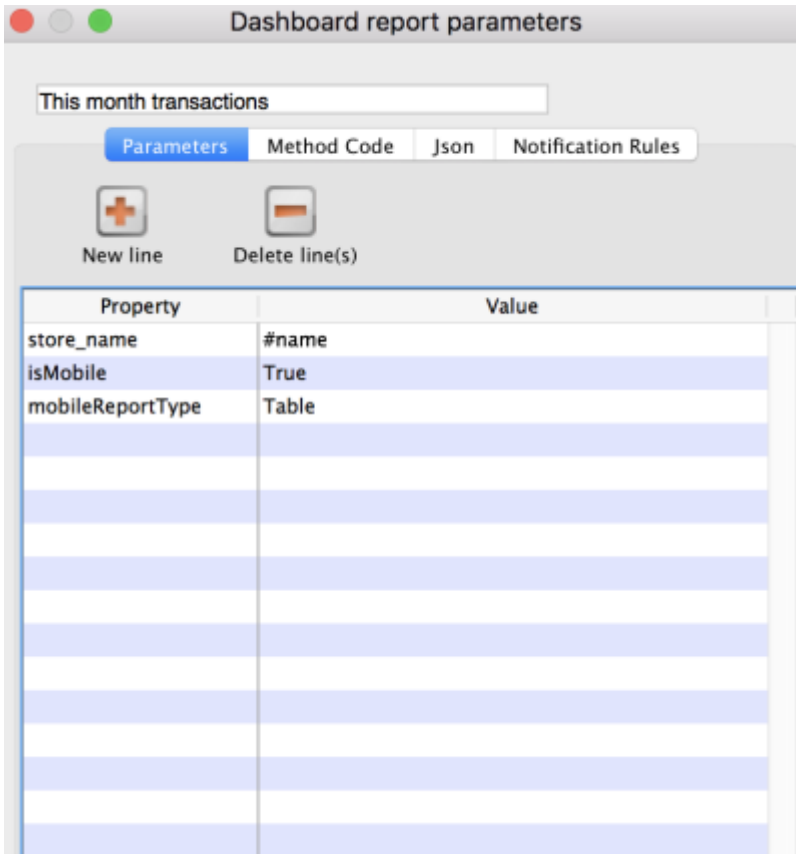 Dashboard report parameters
This month transactions
Parameters Method Code Json Notification Rules
New line Delete line(s)
Property Value
store_name #name
isMobile True
mobileReportType Table